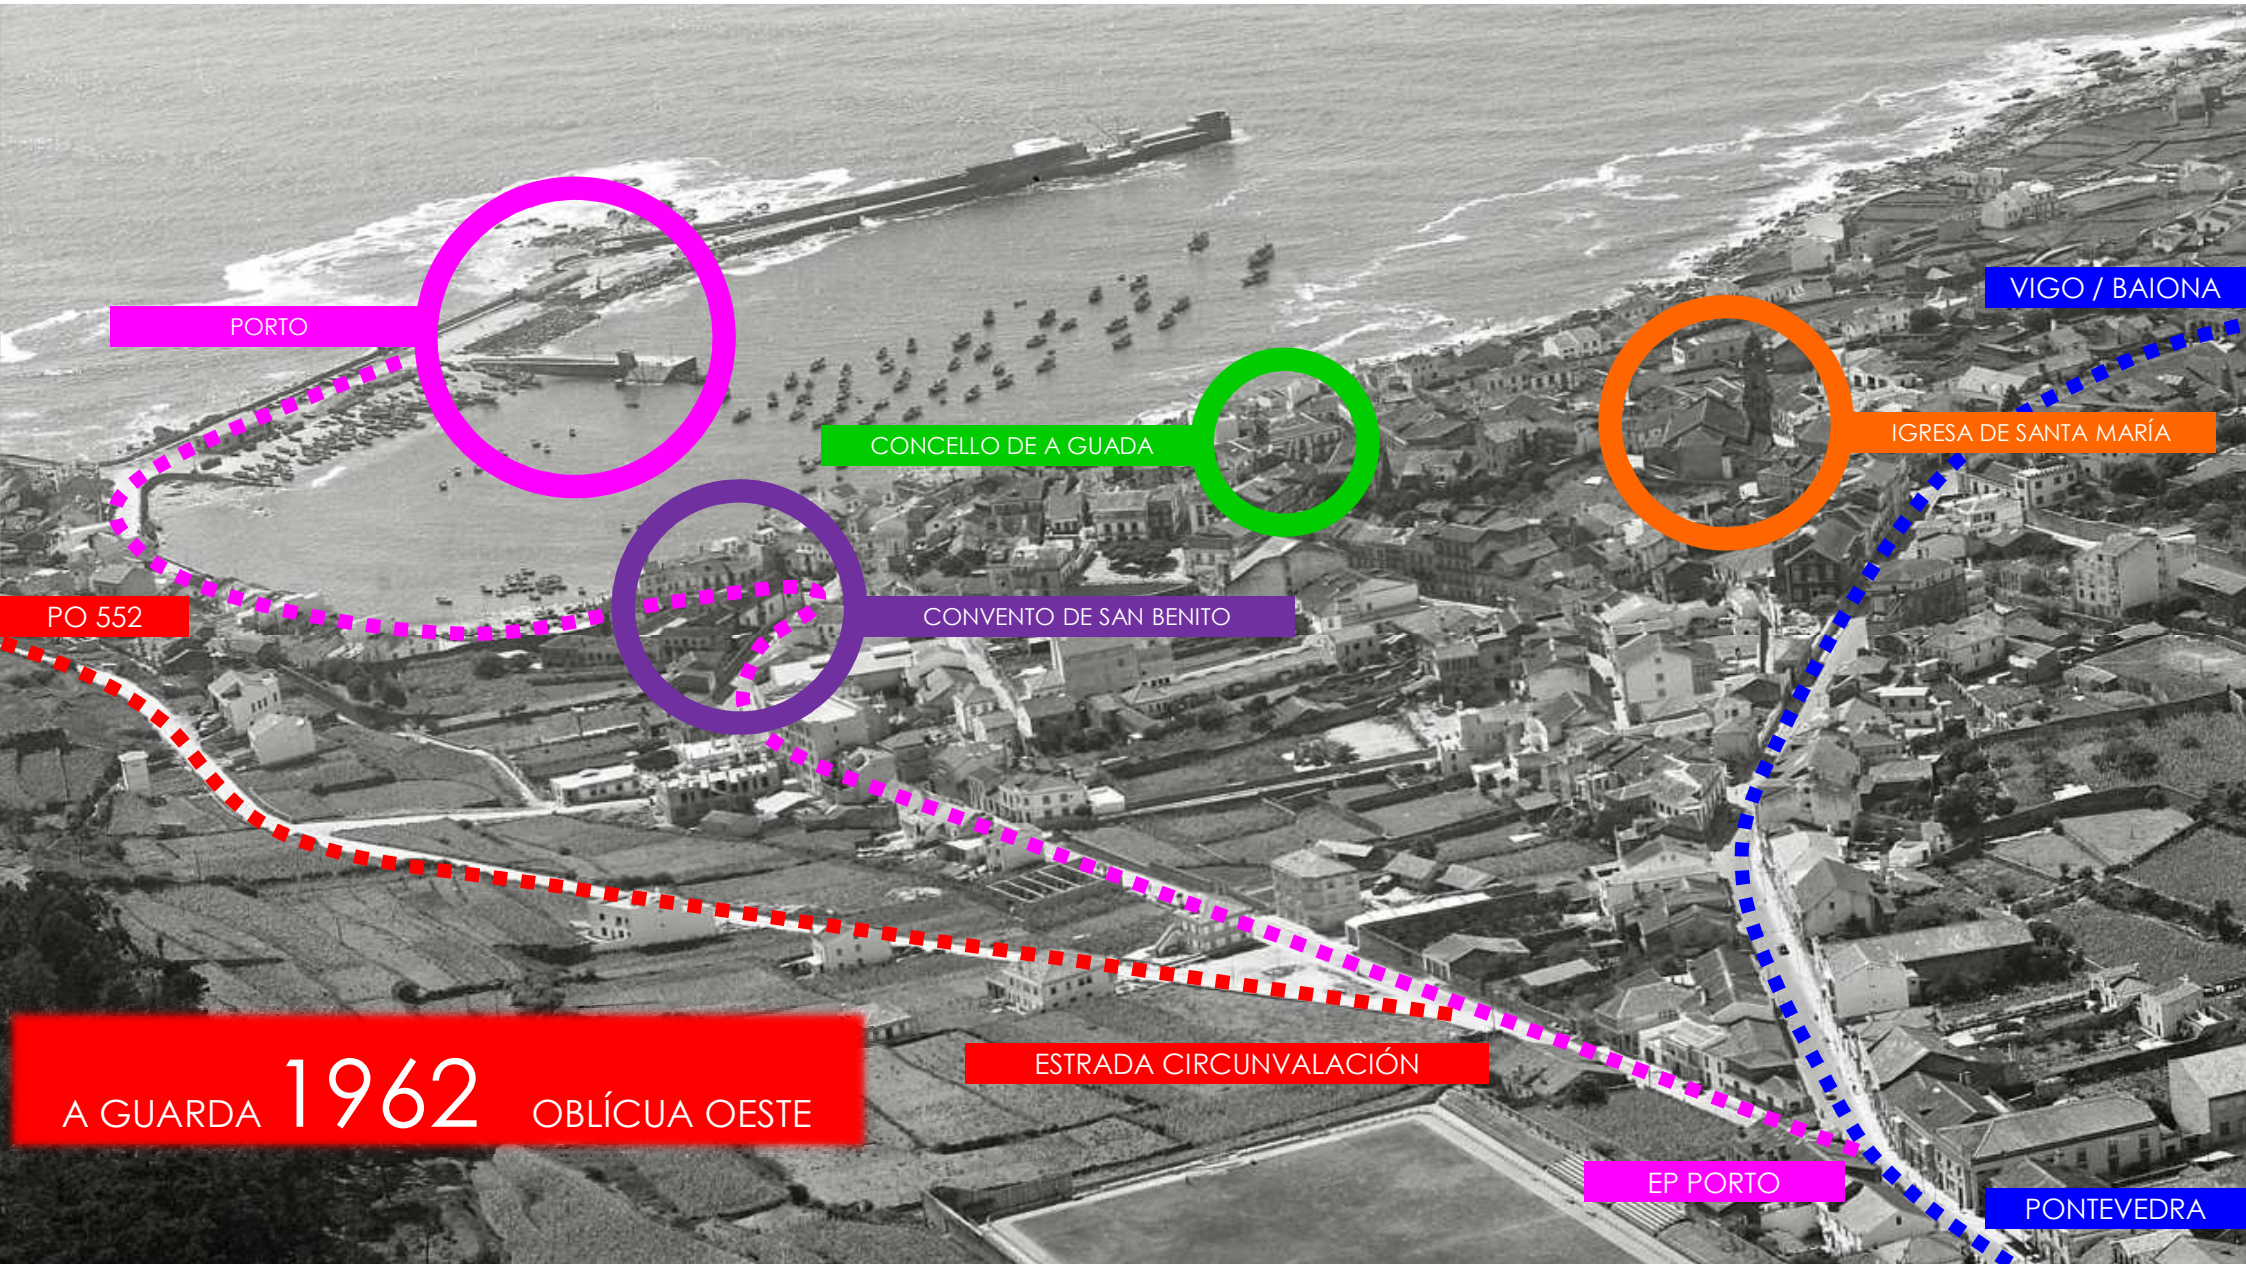 VIGO / BAIONA
PORTO
CONCELLO DE A GUADA
IGRESA DE SANTA MARÍA
PO 552
CONVENTO DE SAN BENITO
ESTRADA CIRCUNVALACIÓN
A GUARDA 1962 OBLÍCUA OESTE
EP PORTO
PONTEVEDRA